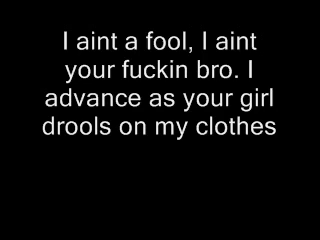 I aint a fool, I aint
your fuckin bro. I
advance as your girl
drools on my clothes